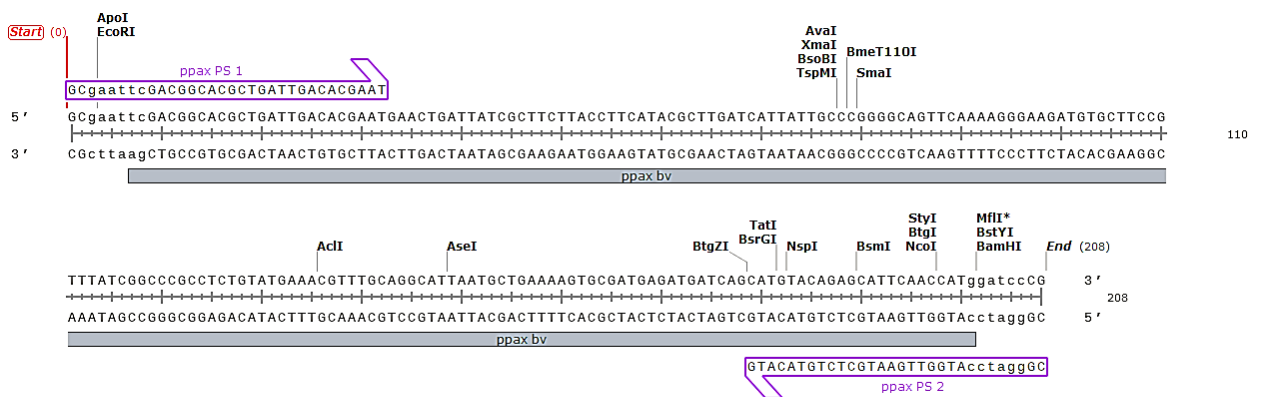 ApoI
AvaI
Start (0)
EcoRI
XmaI
BmeT110I
BsoBI
ppax PS 1
TspMI
SmaI
GCgaattcGACGGCACGCTGATTGACACGAAT
5’ GCgaattcGACGGCACGCTGATTGACACGAATGAACTGATTATCGCTTCTTACCTTCATACGCTTGATCATTATTGCCCGGGGCAGTTCAAAAGGGAAGATGTGCTTCCG
110
3’ CGcttaagCTGCCGTGCGACTAACTGTGCTTACTTGACTAATAGCGAAGAATGGAAGTATGCGAACTAGTAATAACGGGCCCCGTCAAGTTTTCCCTTCTACACGAAGGC
ppax bv
StyI MflI*
TatI BtgI BstYI
AclI AseI BtgZI BsrGI NspI BsmI NcoI BamHI End (208)
TTTATCGGCCCGCCTCTGTATGAAACGTTTGCAGGCATTAATGCTGAAAAGTGCGATGAGATGATCAGCATGTACAGAGCATTCAACCATggatccCG 3’
208
AAATAGCCGGGCGGAGACATACTTTGCAAACGTCCGTAATTACGACTTTTCACGCTACTCTACTAGTCGTACATGTCTCGTAAGTTGGTAcctaggGC 5’
ppax bv
GTACATGTCTCGTAAGTTGGTAcctaggGC
ppax PS 2